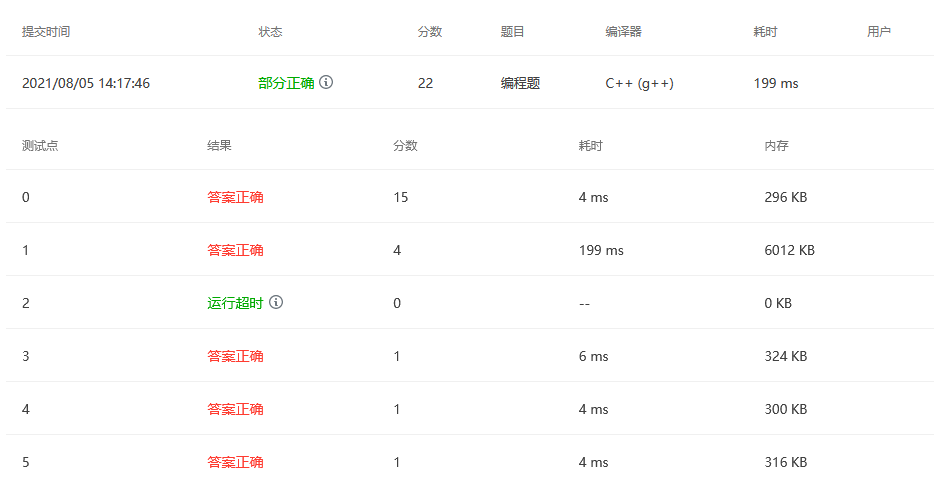 提交时间 状态 分数 题目 编译器 耗时 用户
2021/08/05 14:17:46 部分正确 22 编程题 C++ (g++) 199 ms
测试点 结果 分数 耗时 内存
0 答案正确 15 4 ms 296 KB
1 答案正确 4 199 ms 6012 KB
2 运行超时 0 -- 0 KB
3 答案正确 1 6 ms 324 KB
4 答案正确 1 4 ms 300 KB
5 答案正确 1 4 ms 316 KB